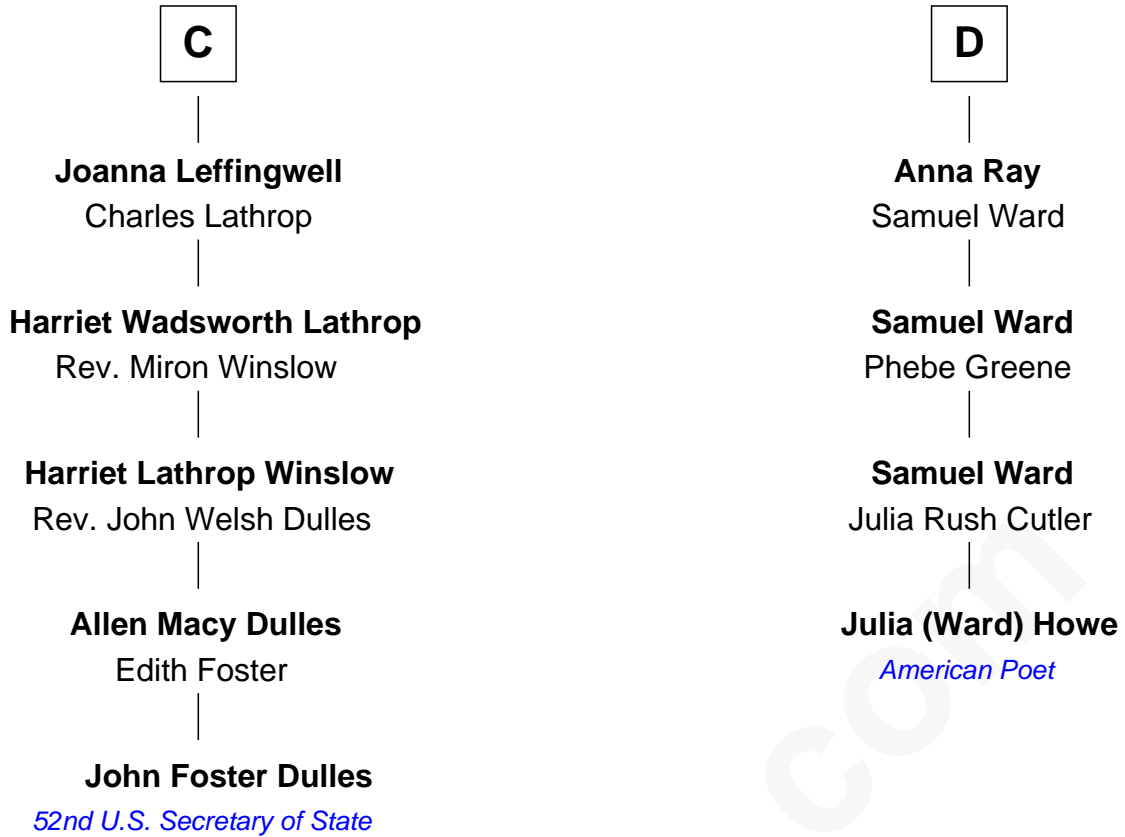 C
Joanna Leffingwell
Charles Lathrop
Harriet Wadsworth Lathrop
Rev. Miron Winslow
Harriet Lathrop Winslow
Rev. John Welsh Dulles
Allen Macy Dulles
Edith Foster
John Foster Dulles
52nd U.S. Secretary of State
D
Anna Ray
Samuel Ward
Samuel Ward
Phebe Greene
Samuel Ward
Julia Rush Cutler
Julia (Ward) Howe
American Poet
com